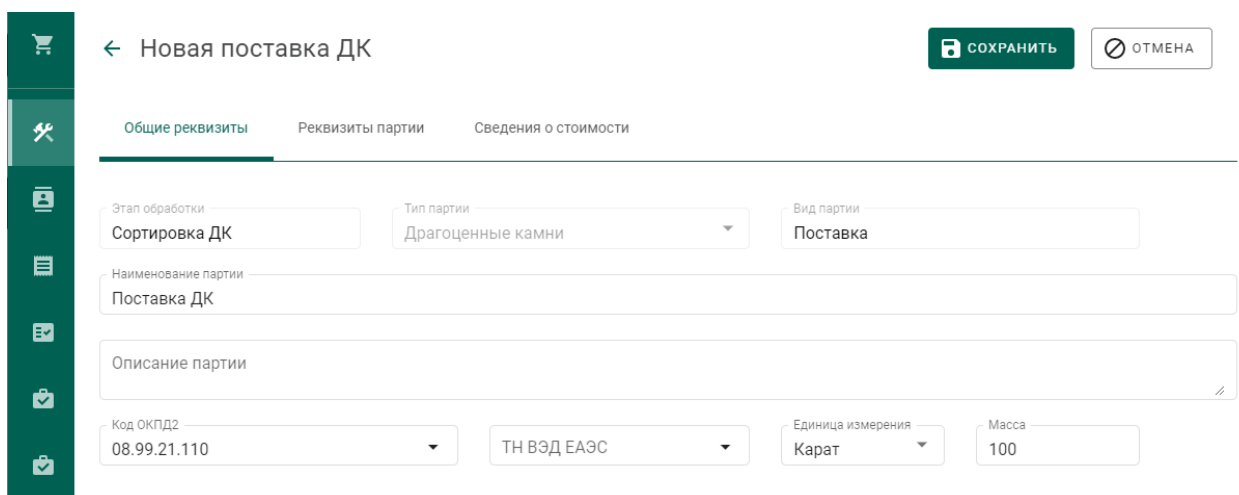 Новая поставка ДК
СОХРАНИТЬ
ОТМЕНА
Общие реквизиты
Реквизиты партии
Сведения о стоимости
Этап обработки
Сортировка ДК
Тип партии
Драгоценные камни
Вид партии
Поставка
Наименование партии
Поставка ДК
Описание партии
Код ОКПД2
08.99.21.110
ТН ВЭД ЕАЭС
Единица измерения
Карат
Масса
100